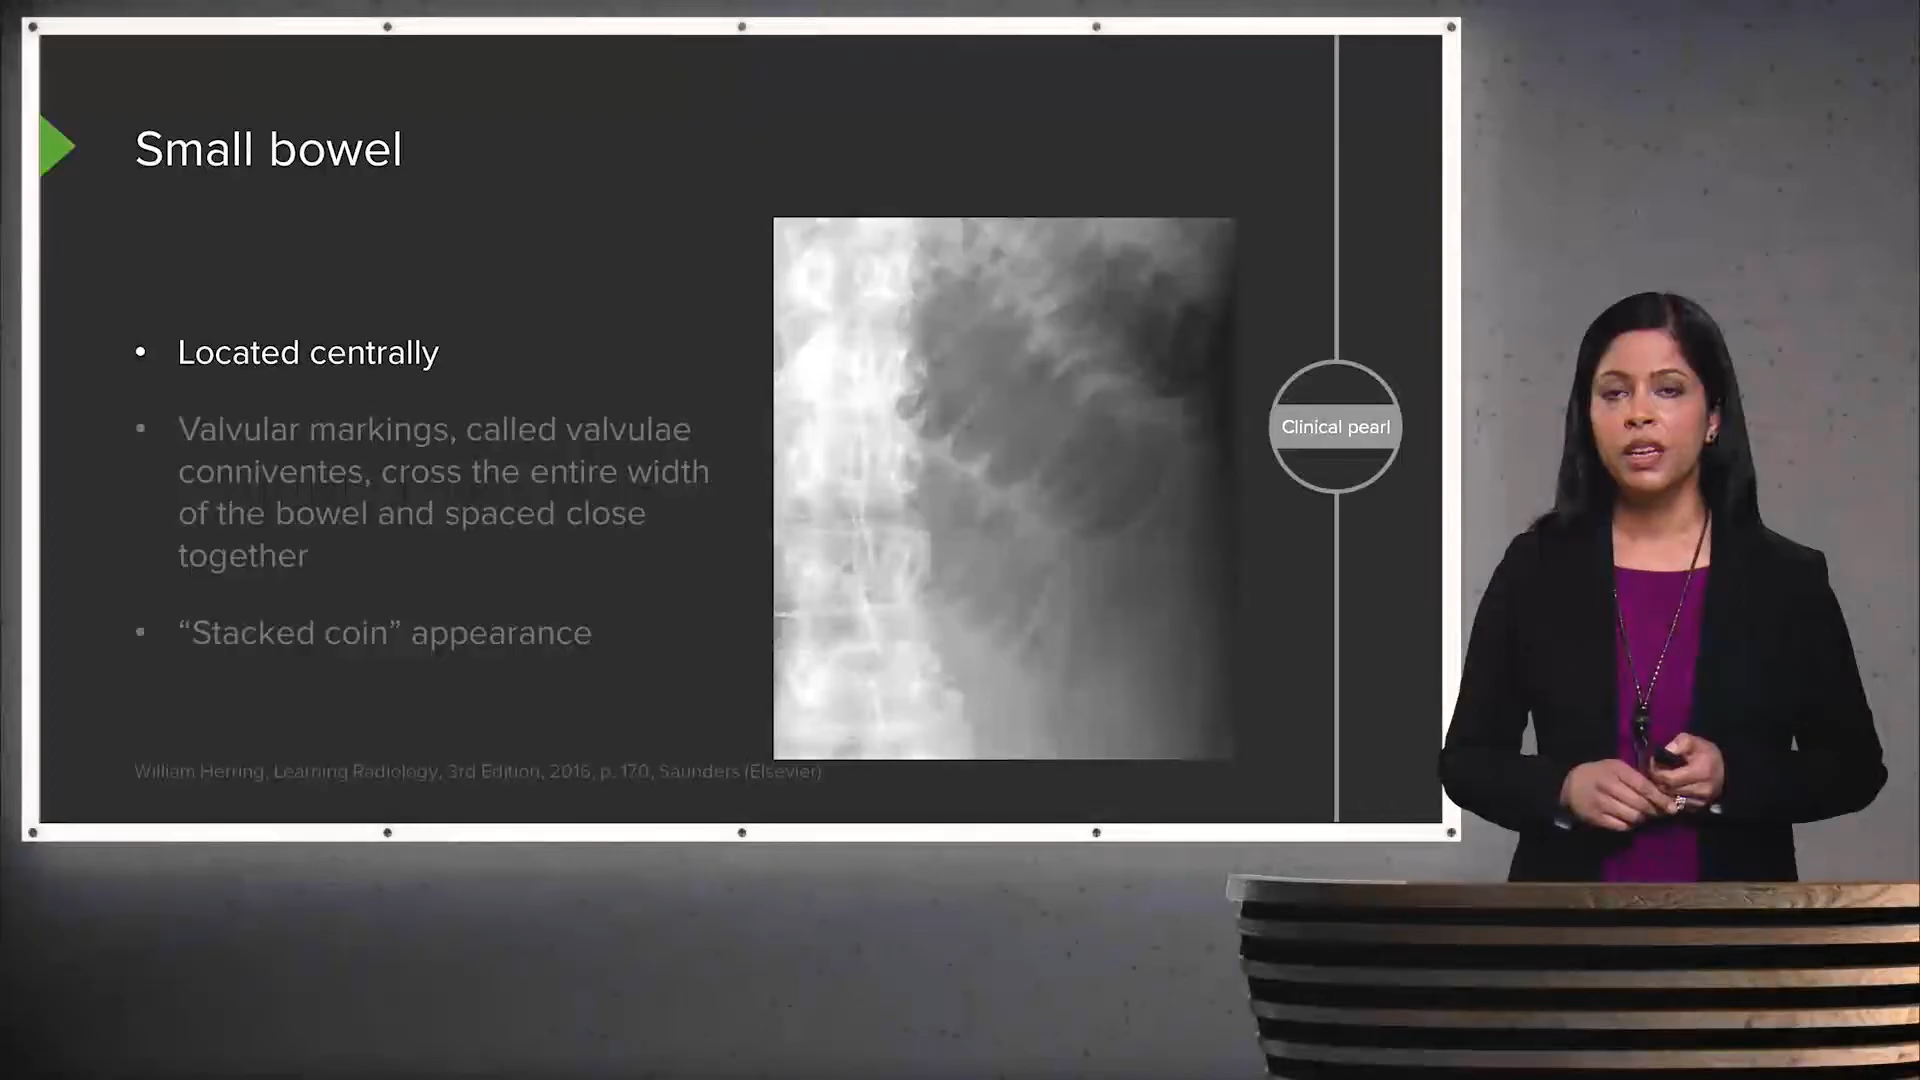 Small bowel
• Located centrally
• Valvular markings, called valvulae
conniventes, cross the entire width
of the bowel and spaced close
together
• “Stacked coin” appearance
William Herring, Learning Radiology, 3rd Edition, 2016, p. 170, Saunders (Elsevier)
Clinical pearl